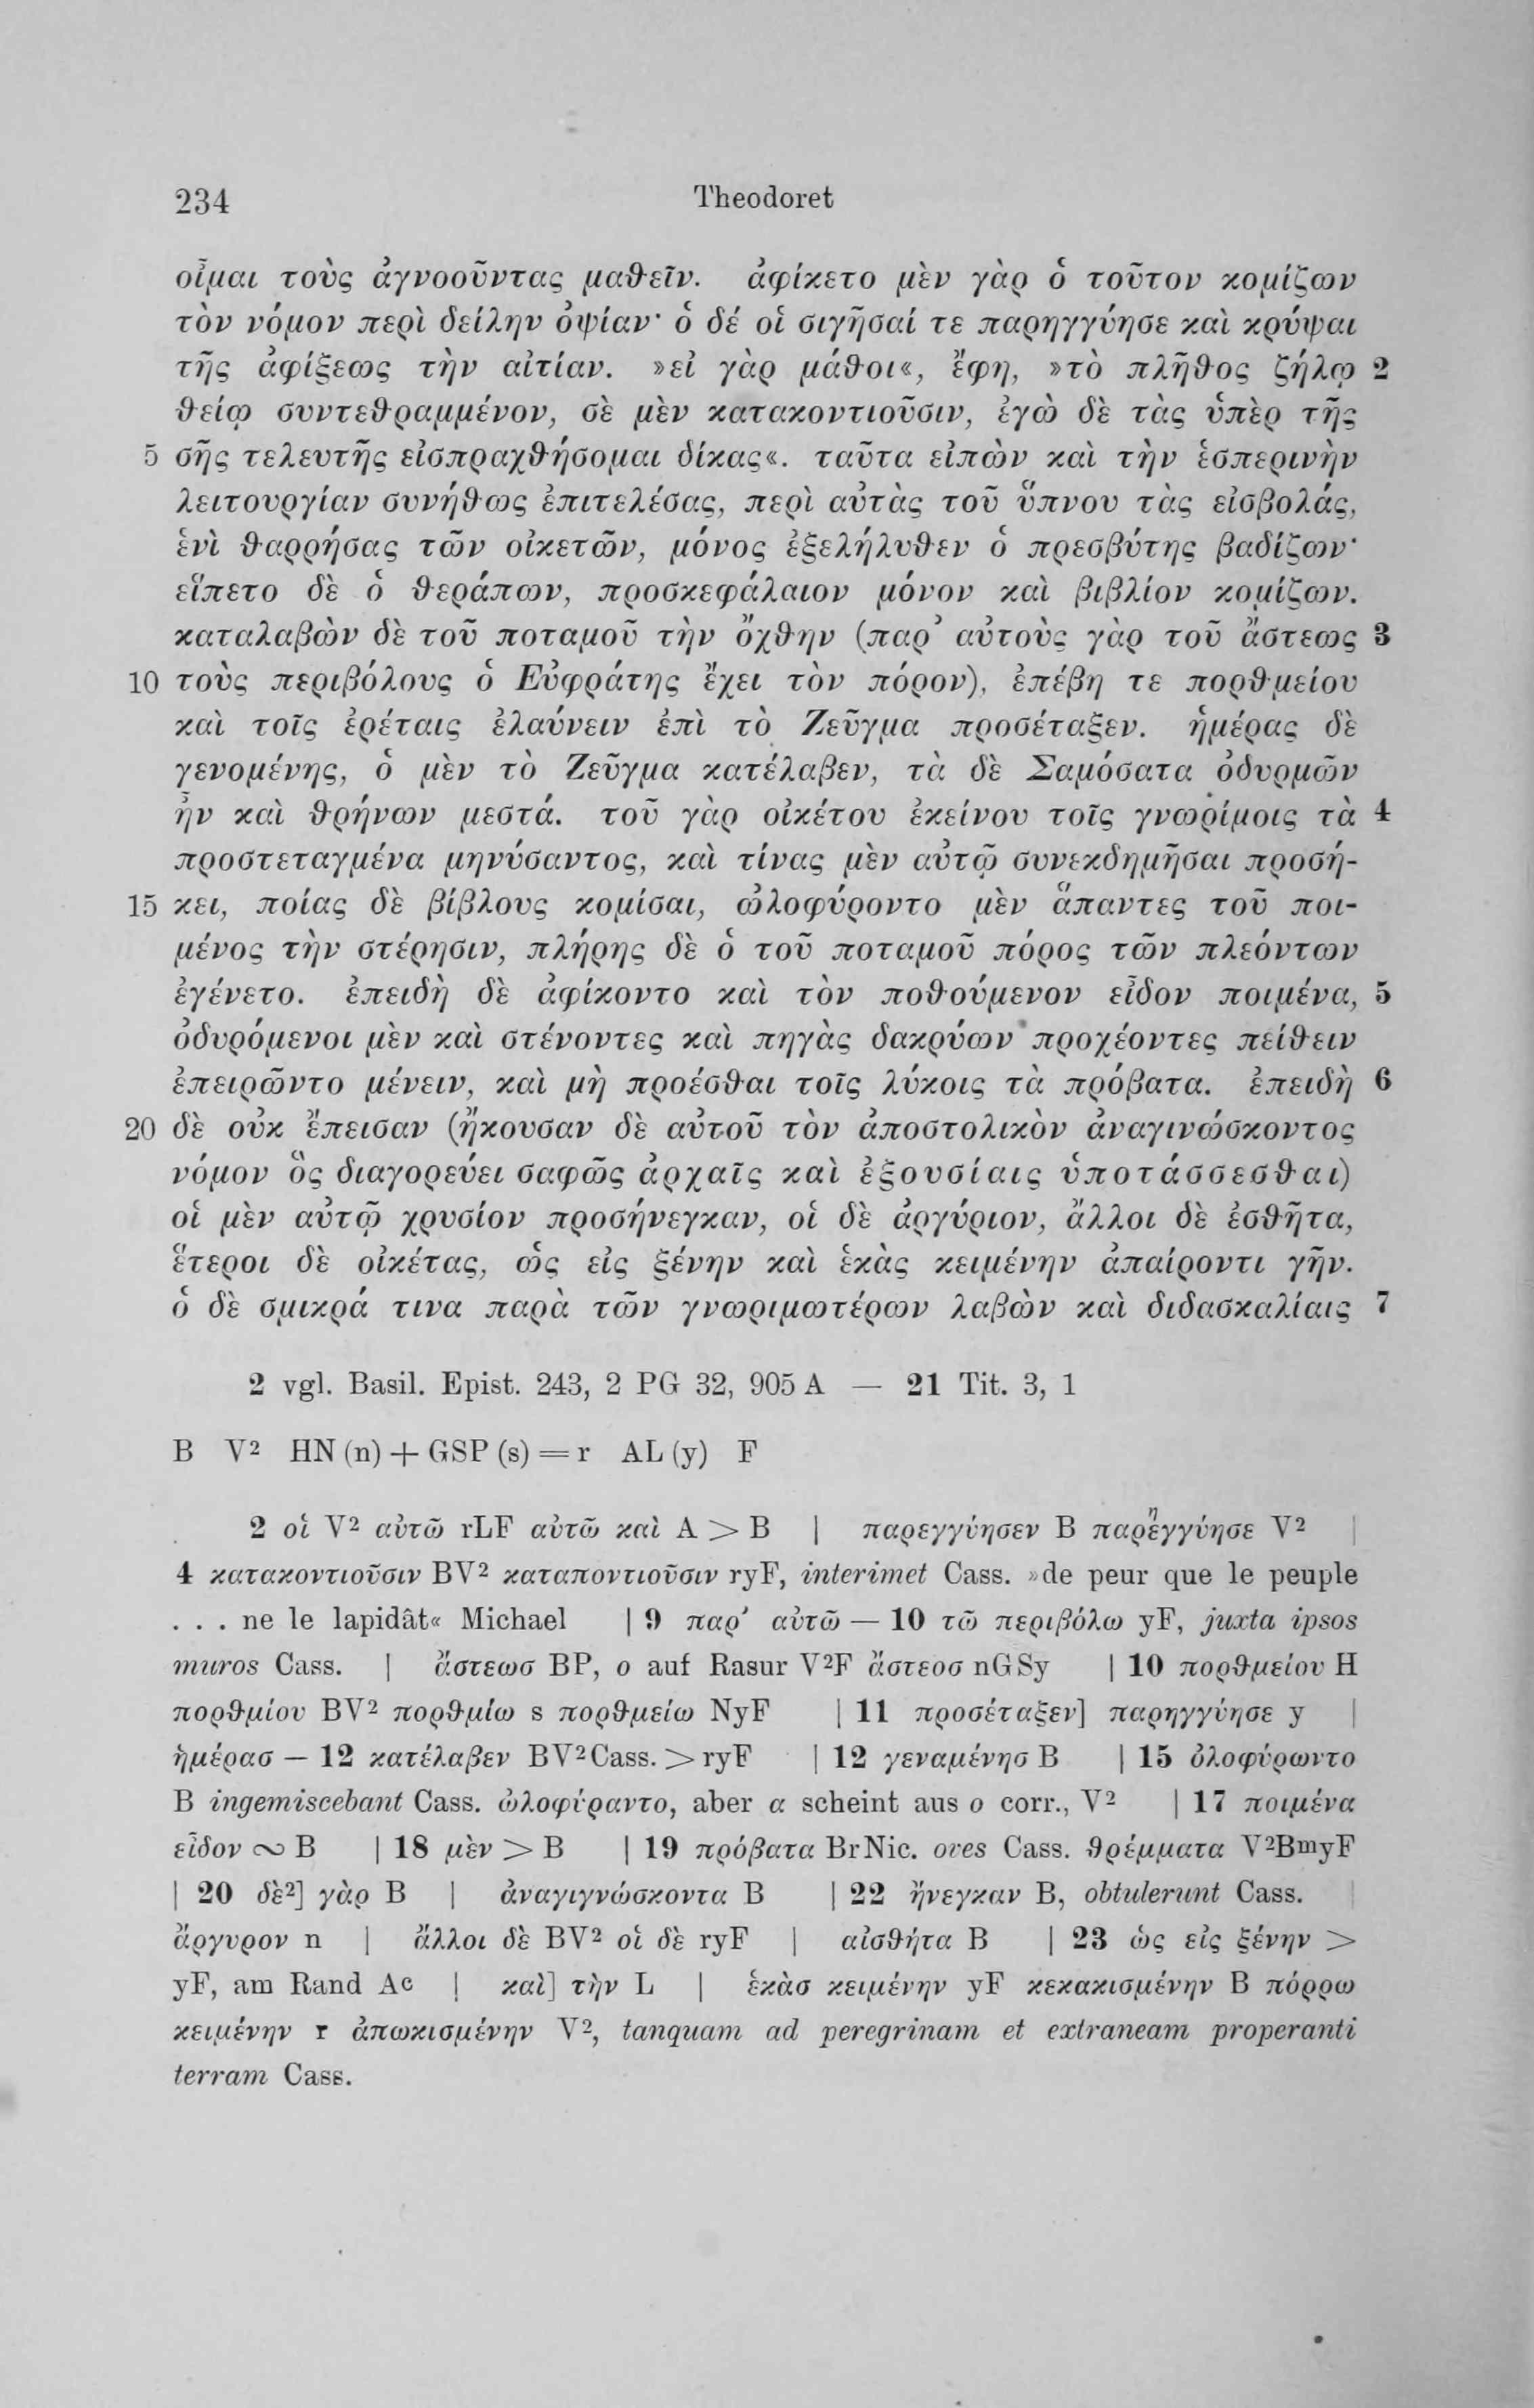 234 Theodoret
οἶμαι τοὺς ἀγνοοῦντας μαθεῖν. ἀφίκετο μὲν γὰρ ὁ τοῦτον κομίζων
τὸν νόμον περὶ δείλην ὀψίαν· ὁ δέ οἱ σιγῆσαί τε παρηγγύησε καὶ κρύψαι
τῆς ἀφίξεως τὴν αἰτίαν. »εἰ γὰρ μάθοι«, ἔφη, »τὸ πλῆθος ζήλῳ 2
θείῳ συντεθραμμένον, σὲ μὲν κατακοντιοῦσιν, ἐγὼ δὲ τὰς ὑπὲρ τῆς
5 σῆς τελευτῆς εἰσπραχθήσομαι δίκας«. ταῦτα εἰπὼν καὶ τὴν ἑσπερινὴν
λειτουργίαν συνήθως ἐπιτελέσας, περὶ αὐτὰς τοῦ ὕπνου τὰς εἰσβολάς,
ἑνὶ θαρρήσας τῶν οἰκετῶν, μόνος ἐξελήλυθεν ὁ πρεσβύτης βαδίζων·
εἵπετο δὲ ὁ θεράπων, προσκεφάλαιον μόνον καὶ βιβλίον κομίζων.
καταλαβὼν δὲ τοῦ ποταμοῦ τὴν ὄχθην (παρ’ αὐτοὺς γὰρ τοῦ ἄστεως 3
10 τοὺς περιβόλους ὁ Εὐφράτης ἔχει τὸν πόρον), ἐπέβη τε πορθμείου
καὶ τοῖς ἐρέταις ἐλαύνειν ἐπὶ τὸ Ζεῦγμα προσέταξεν. ἡμέρας δὲ
γενομένης, ὁ μὲν τὸ Ζεῦγμα κατέλαβεν, τὰ δὲ Σαμόσατα ὀδυρμῶν
ἦν καὶ θρήνων μεστά. τοῦ γὰρ οἰκέτου ἐκείνου τοῖς γνωρίμοις τὰ 4
προστεταγμένα μηνύσαντος, καὶ τίνας μὲν αὐτῷ συνεκδημῆσαι προσή-
15 κει, ποίας δὲ βίβλους κομίσαι, ὠλοφύροντο μὲν ἅπαντες τοῦ ποι-
μένος τὴν στέρησιν, πλήρης δὲ ὁ τοῦ ποταμοῦ πόρος τῶν πλεόντων
ἐγένετο. ἐπειδὴ δὲ ἀφίκοντο καὶ τὸν ποθούμενον εἶδον ποιμένα, 5
ὀδυρόμενοι μὲν καὶ στένοντες καὶ πηγὰς δακρύων προχέοντες πείθειν
ἐπειρῶντο μένειν, καὶ μὴ προέσθαι τοῖς λύκοις τὰ πρόβατα. ἐπειδὴ 6
20 δὲ οὐκ ἔπεισαν (ἤκουσαν δὲ αὐτοῦ τὸν ἀποστολικὸν ἀναγινώσκοντος
νόμον ὃς διαγορεύει σαφῶς ἀρχαῖς καὶ ἐξουσίαις ὑποτάσσεσθαι)
οἱ μὲν αὐτῷ χρυσίον προσήνεγκαν, οἱ δὲ ἀργύριον, ἄλλοι δὲ ἐσθῆτα,
ἕτεροι δὲ οἰκέτας, ὡς εἰς ξένην καὶ ἑκὰς κειμένην ἀπαίροντι γῆν.
ὁ δὲ σμικρά τινα παρὰ τῶν γνωριμωτέρων λαβὼν καὶ διδασκαλίαις 7
2 vgl. Basil. Epist. 243, 2 PG 32, 905 A — 21 Tit. 3, 1
B V² HN (n) + GSP (s) = r AL (y) F
2 οἱ V² αὐτῶ rLF αὐτῶ καὶ A > B | παρεγγύησεν B παρεηγγύησε V² |
4 κατακοντιοῦσιν BV² καταποντιοῦσιν ryF, interimet Cass. »de peur que le peuple
. . . ne le lapidât« Michael | 9 παρ’ αὐτῶ — 10 τῶ περιβόλω yF, juxta ipsos
muros Cass. | ἄστεωσ BP, ο auf Rasur V²F ἄστεοσ nGSy | 10 πορθμείου H
πορθμίου BV² πορθμίω s πορθμείω NyF | 11 προσέταξεν] παρηγγύησε y |
ἡμέρασ — 12 κατέλαβεν BV²Cass. > ryF | 12 γεναμένησ B | 15 ὀλοφύρωντο
B ingemiscebant Cass. ὠλοφύραντο, aber α scheint aus ο corr., V² | 17 ποιμένα
εἶδον ∾ B | 18 μὲν > B | 19 πρόβατα BrNic. oves Cass. θρέμματα V²BᵐyF
| 20 δὲ²] γὰρ B | ἀναγιγνώσκοντα B | 22 ἤνεγκαν B, obtulerunt Cass.
ἄργυρον n | ἄλλοι δὲ BV² οἱ δὲ ryF | αἰσθήτα B | 23 ὡς εἰς ξένην >
yF, am Rand Aᶜ | καὶ] τὴν L | ἑκὰσ κειμένην yF κεκακισμένην B πόρρω
κειμένην r ἀπωκισμένην V², tanquam ad peregrinam et extraneam properanti
terram Cass.